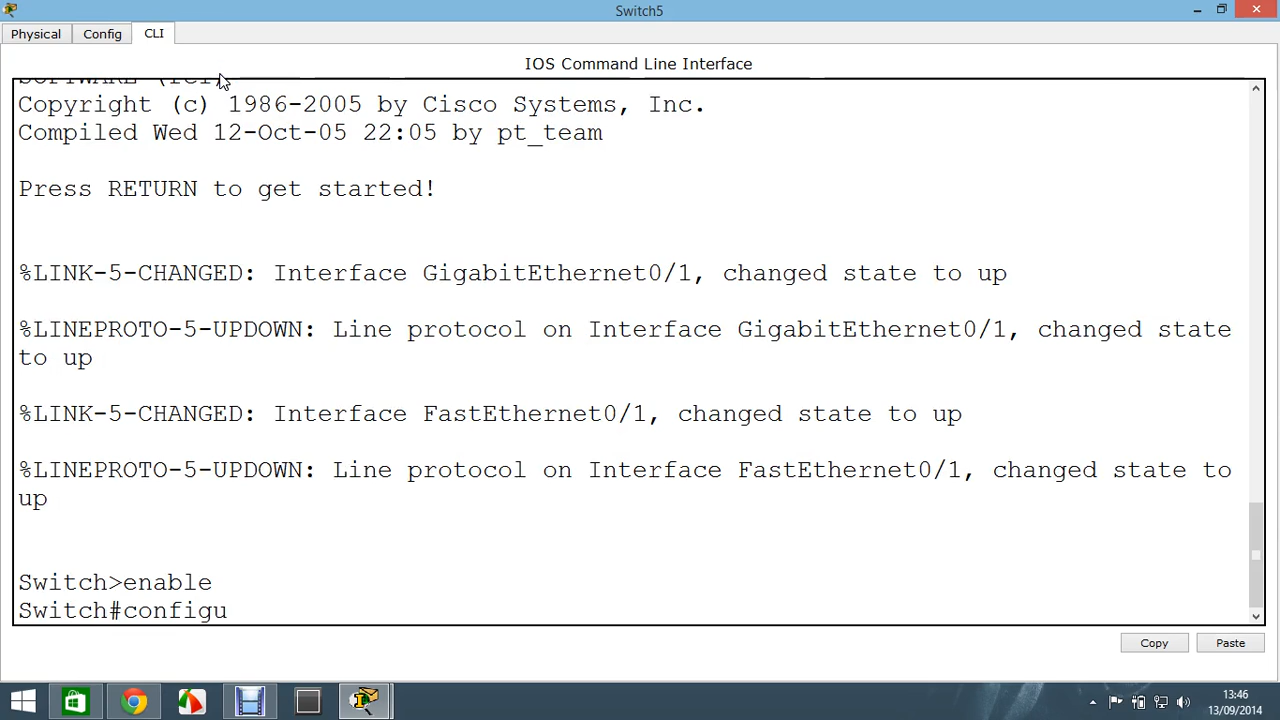 Switch5
Physical
Config
CLI
IOS Command Line Interface
Copyright (c) 1986-2005 by Cisco Systems, Inc.
Compiled Wed 12-Oct-05 22:05 by pt_team
Press RETURN to get started!
%LINK-5-CHANGED: Interface GigabitEthernet0/1, changed state to up
%LINEPROTO-5-UPDOWN: Line protocol on Interface GigabitEthernet0/1, changed state
to up
%LINK-5-CHANGED: Interface FastEthernet0/1, changed state to up
%LINEPROTO-5-UPDOWN: Line protocol on Interface FastEthernet0/1, changed state to
up
Switch>enable
Switch#configu
Copy
Paste
13:46
13/09/2014